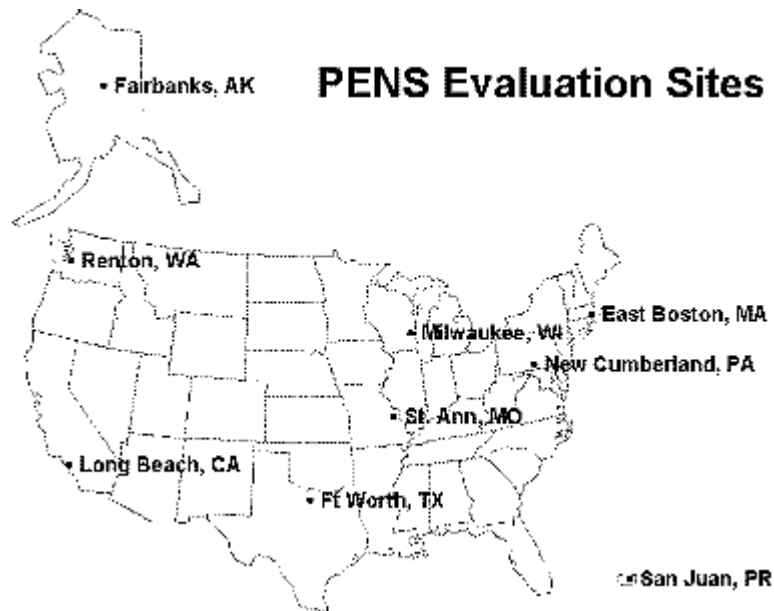 PENS Evaluation Sites
Fairbanks, AK
Renton, WA
East Boston, MA
Milwaukee, WI
New Cumberland, PA
St. Ann, MO
Long Beach, CA
Ft Worth, TX
San Juan, PR